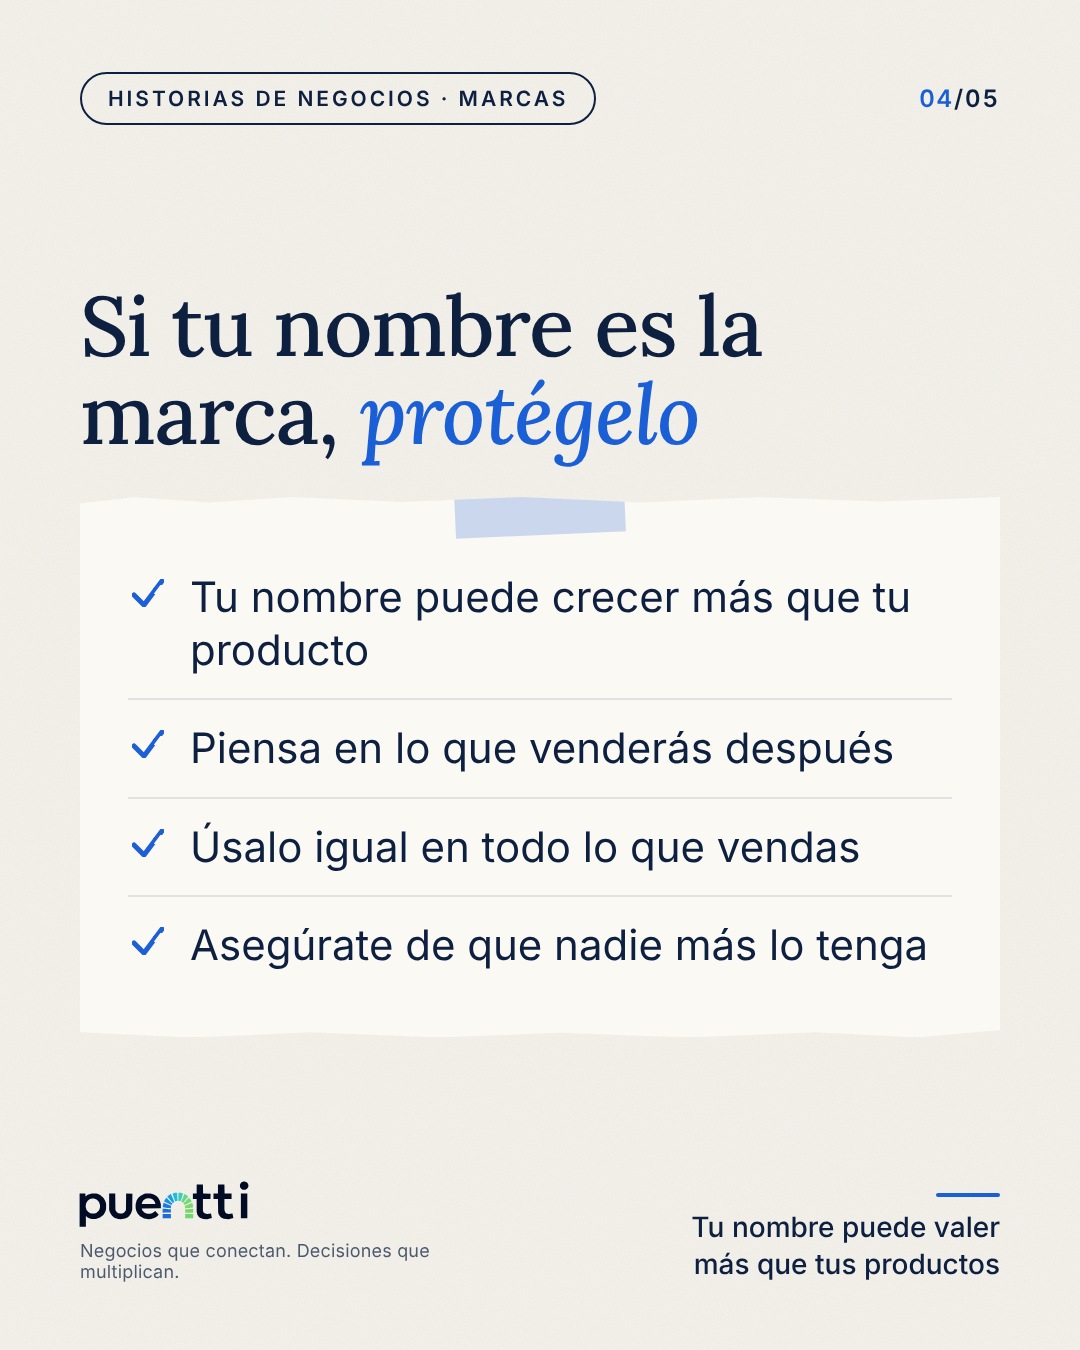 HISTORIAS DE NEGOCIOS · MARCAS
04/05
Si tu nombre es la
marca, protégelo
Tu nombre puede crecer más que tu
producto
Piensa en lo que venderás después
Úsalo igual en todo lo que vendas
Asegúrate de que nadie más lo tenga
puentti
Negocios que conectan. Decisiones que
multiplican.
Tu nombre puede valer
más que tus productos